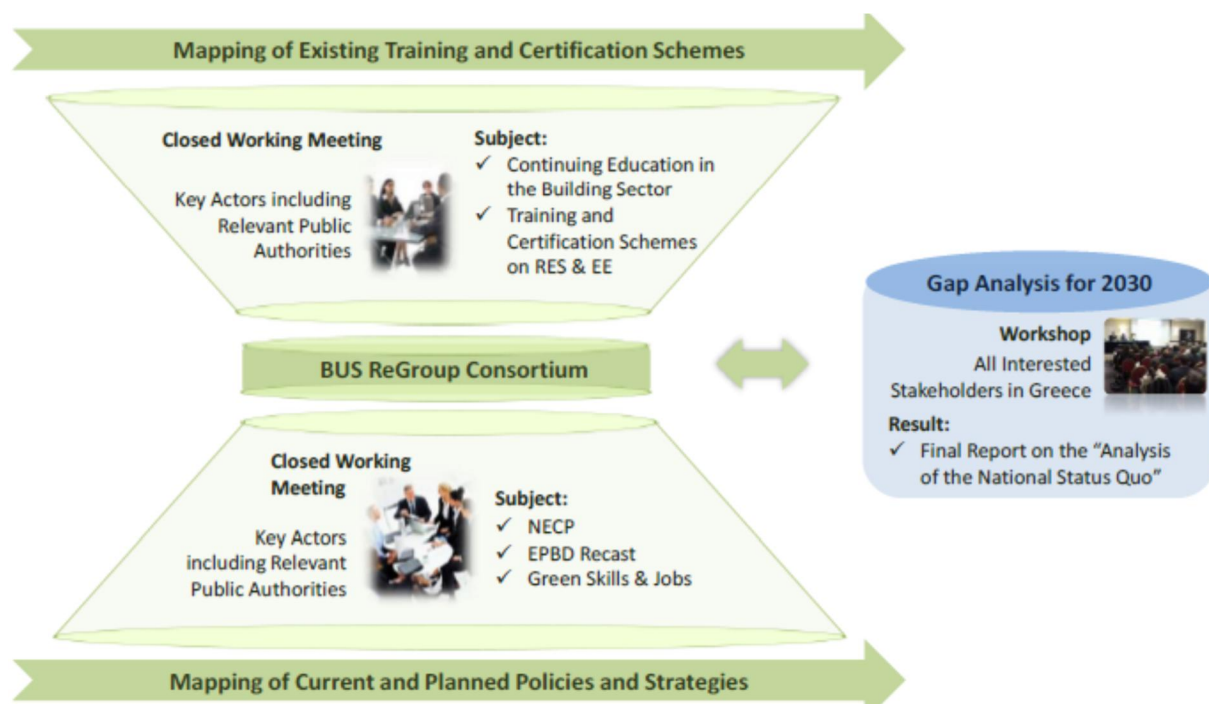 Mapping of Existing Training and Certification Schemes
Closed Working Meeting
Key Actors including
Relevant Public
Authorities
Subject:
✓ Continuing Education in
the Building Sector
✓ Training and
Certification Schemes
on RES & EE
BUS ReGroup Consortium
Closed Working
Meeting
Key Actors
including Relevant
Public Authorities
Subject:
✓ NECP
✓ EPBD Recast
✓ Green Skills & Jobs
Mapping of Current and Planned Policies and Strategies
Gap Analysis for 2030
Workshop
All Interested
Stakeholders in Greece
Result:
✓ Final Report on the “Analysis
of the National Status Quo”